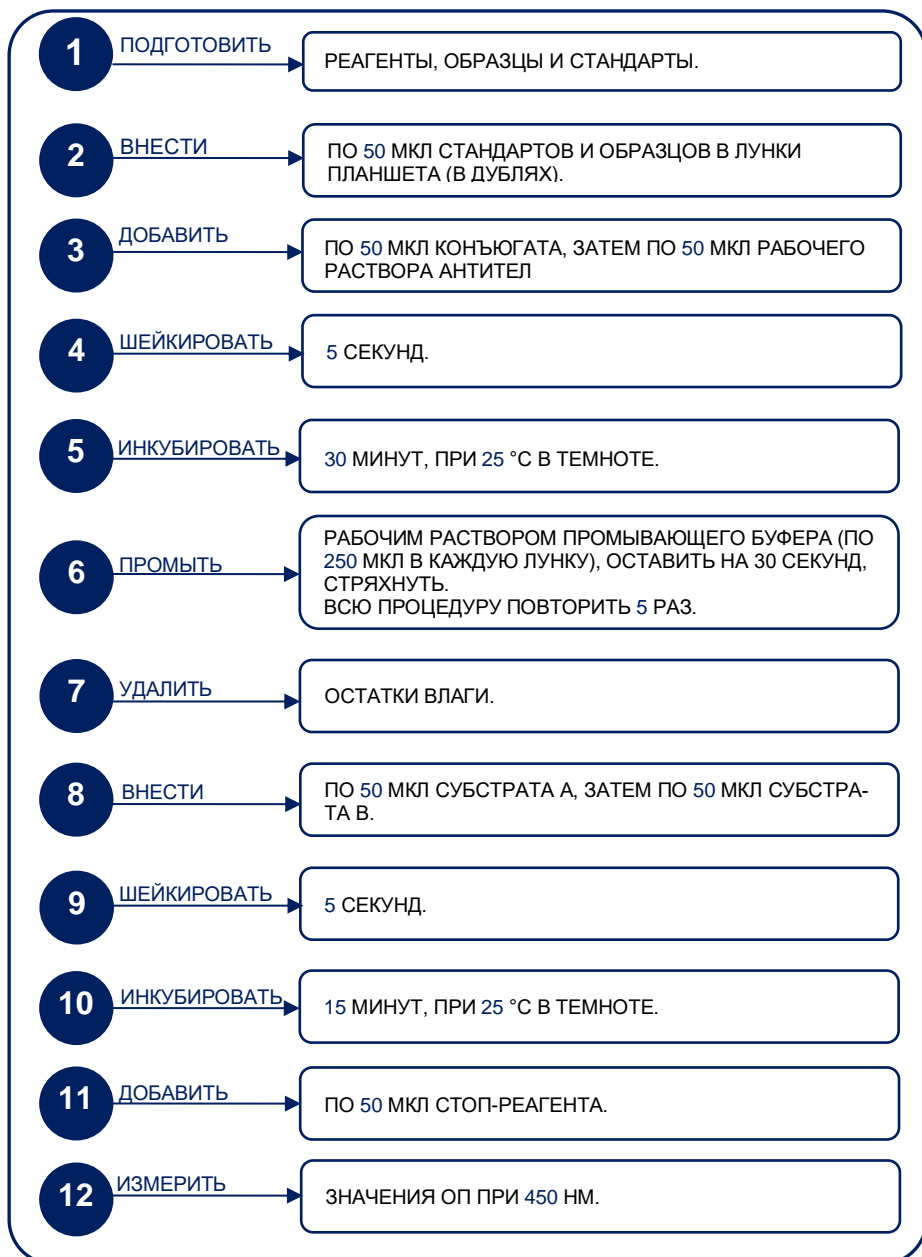 1
ПОДГОТОВИТЬ
РЕАГЕНТЫ, ОБРАЗЦЫ И СТАНДАРТЫ.
2
ВНЕСТИ
ПО 50 МКЛ СТАНДАРТОВ И ОБРАЗЦОВ В ЛУНКИ
ПЛАНШЕТА (В ДУБЛЯХ).
3
ДОБАВИТЬ
ПО 50 МКЛ КОНЪЮГАТА, ЗАТЕМ ПО 50 МКЛ РАБОЧЕГО
РАСТВОРА АНТИТЕЛ
4
ШЕЙКИРОВАТЬ
5 СЕКУНД.
5
ИНКУБИРОВАТЬ
30 МИНУТ, ПРИ 25 °С В ТЕМНОТЕ.
6
ПРОМЫТЬ
РАБОЧИМ РАСТВОРОМ ПРОМЫВАЮЩЕГО БУФЕРА (ПО
250 МКЛ В КАЖДУЮ ЛУНКУ), ОСТАВИТЬ НА 30 СЕКУНД,
СТРЯХНУТЬ.
ВСЮ ПРОЦЕДУРУ ПОВТОРИТЬ 5 РАЗ.
7
УДАЛИТЬ
ОСТАТКИ ВЛАГИ.
8
ВНЕСТИ
ПО 50 МКЛ СУБСТРАТА А, ЗАТЕМ ПО 50 МКЛ СУБСТРА-
ТА В.
9
ШЕЙКИРОВАТЬ
5 СЕКУНД.
10
ИНКУБИРОВАТЬ
15 МИНУТ, ПРИ 25 °С В ТЕМНОТЕ.
11
ДОБАВИТЬ
ПО 50 МКЛ СТОП-РЕАГЕНТА.
12
ИЗМЕРИТЬ
ЗНАЧЕНИЯ ОП ПРИ 450 НМ.